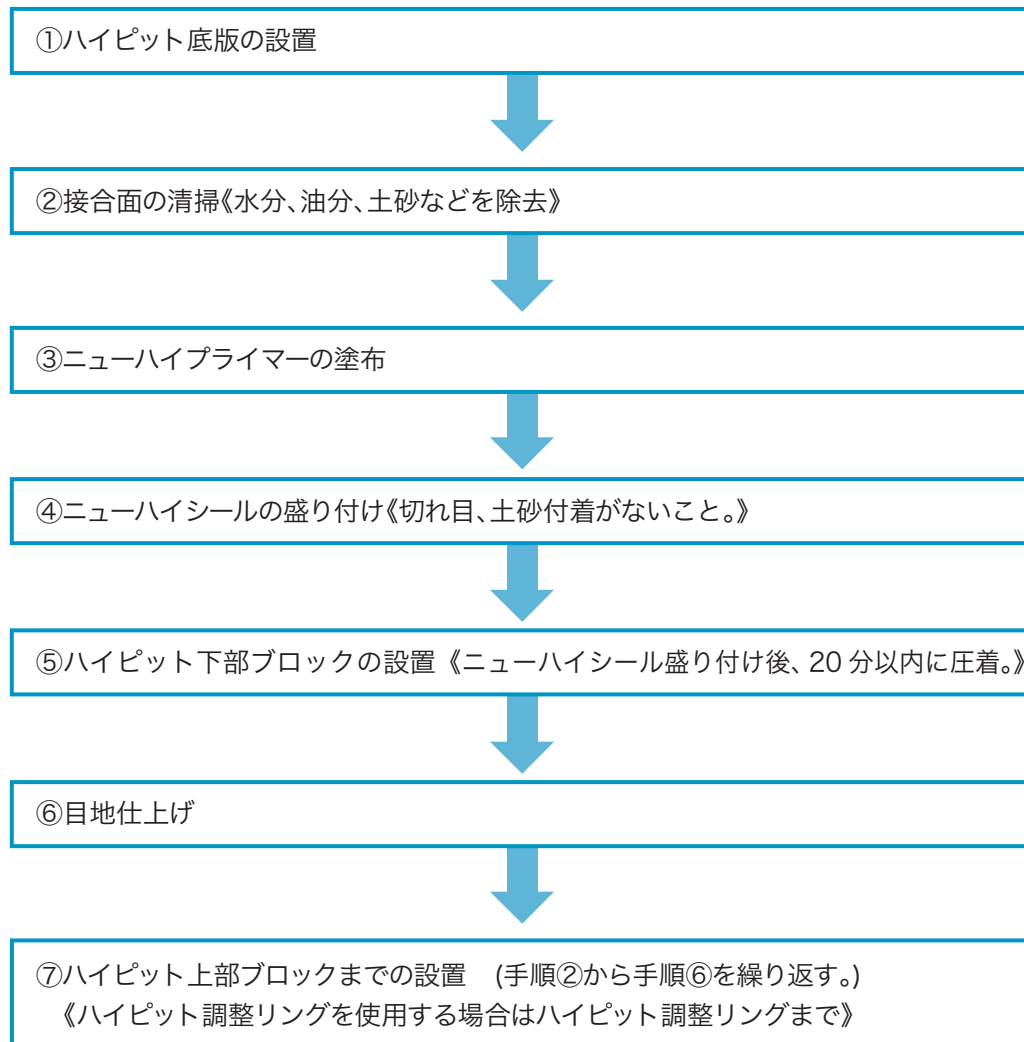 ①ハイピット底版の設置
②接合面の清掃《水分、油分、土砂などを除去》
③ニューハイプライマーの塗布
④ニューハイシールの盛り付け《切れ目、土砂付着がないこと。》
⑤ハイピット下部ブロックの設置《ニューハイシール盛り付け後、20 分以内に圧着。》
⑥目地仕上げ
⑦ハイピット上部ブロックまでの設置　(手順②から手順⑥を繰り返す。)
《ハイピット調整リングを使用する場合はハイピット調整リングまで》